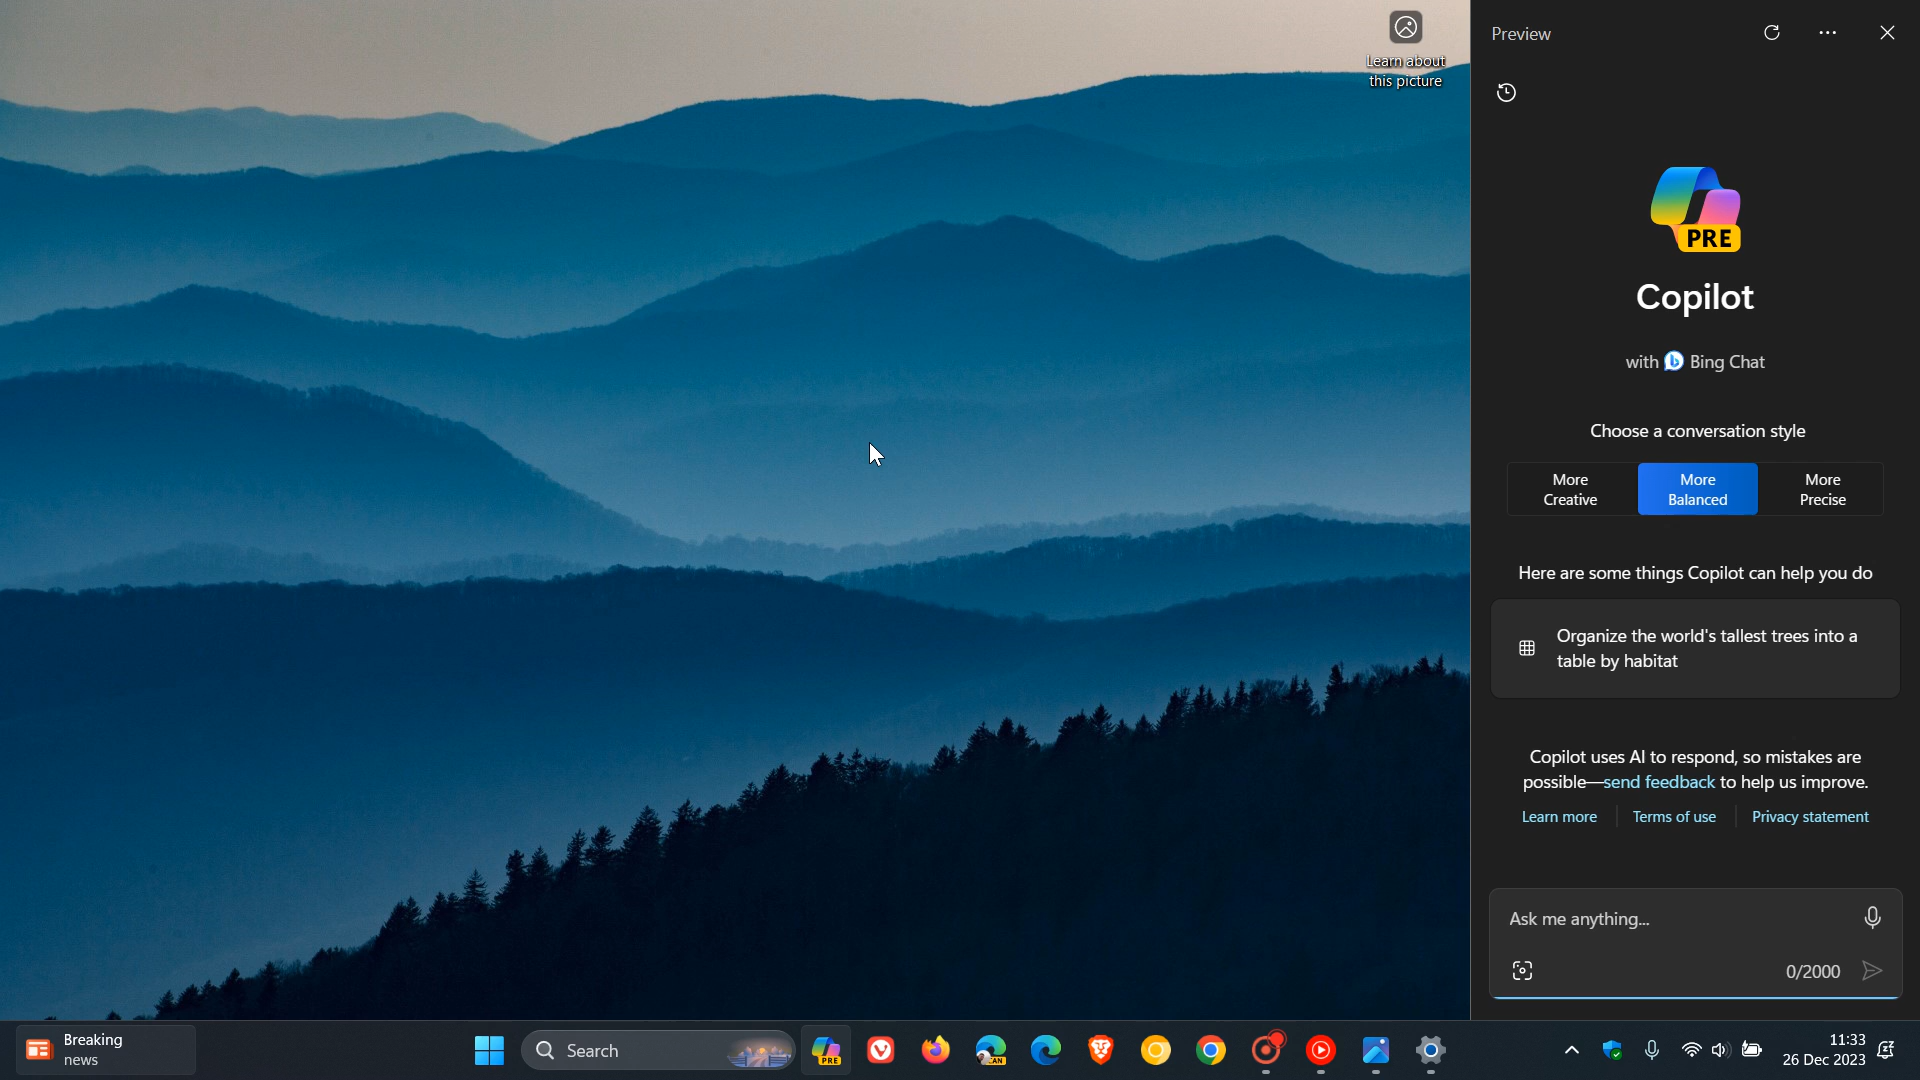 Learn about
this picture
Preview
PRE
Copilot
with Bing Chat
Choose a conversation style
More
Creative
More
Balanced
More
Precise
Here are some things Copilot can help you do
Organize the world's tallest trees into a
table by habitat
Copilot uses AI to respond, so mistakes are
possible—send feedback to help us improve.
Learn more
Terms of use
Privacy statement
Ask me anything...
0/2000
Breaking
news
Search
PRE
CAN
11:33
26 Dec 2023